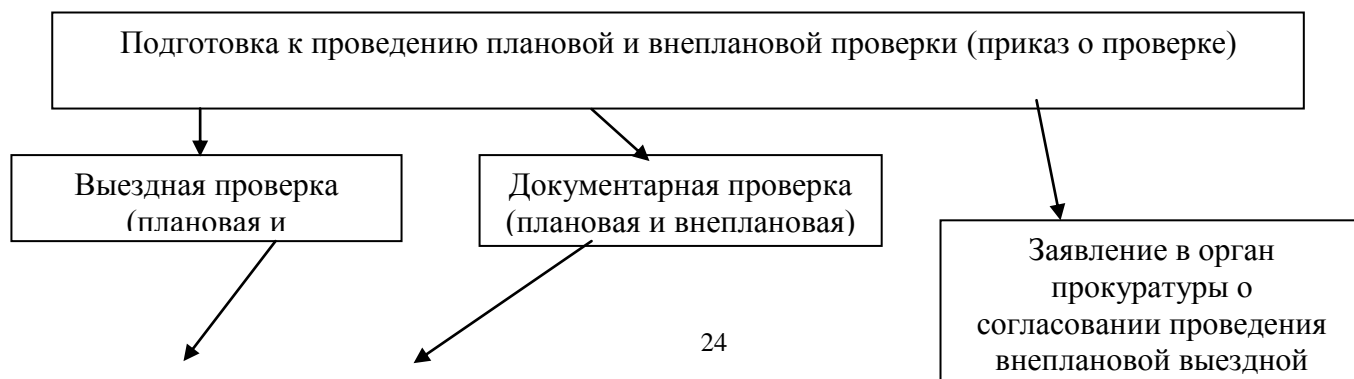 Подготовка к проведению плановой и внеплановой проверки (приказ о проверке)
Выездная проверка
(плановая и
Документарная проверка
(плановая и внеплановая)
Заявление в орган
прокуратуры о
согласовании проведения
внеплановой выездной
24